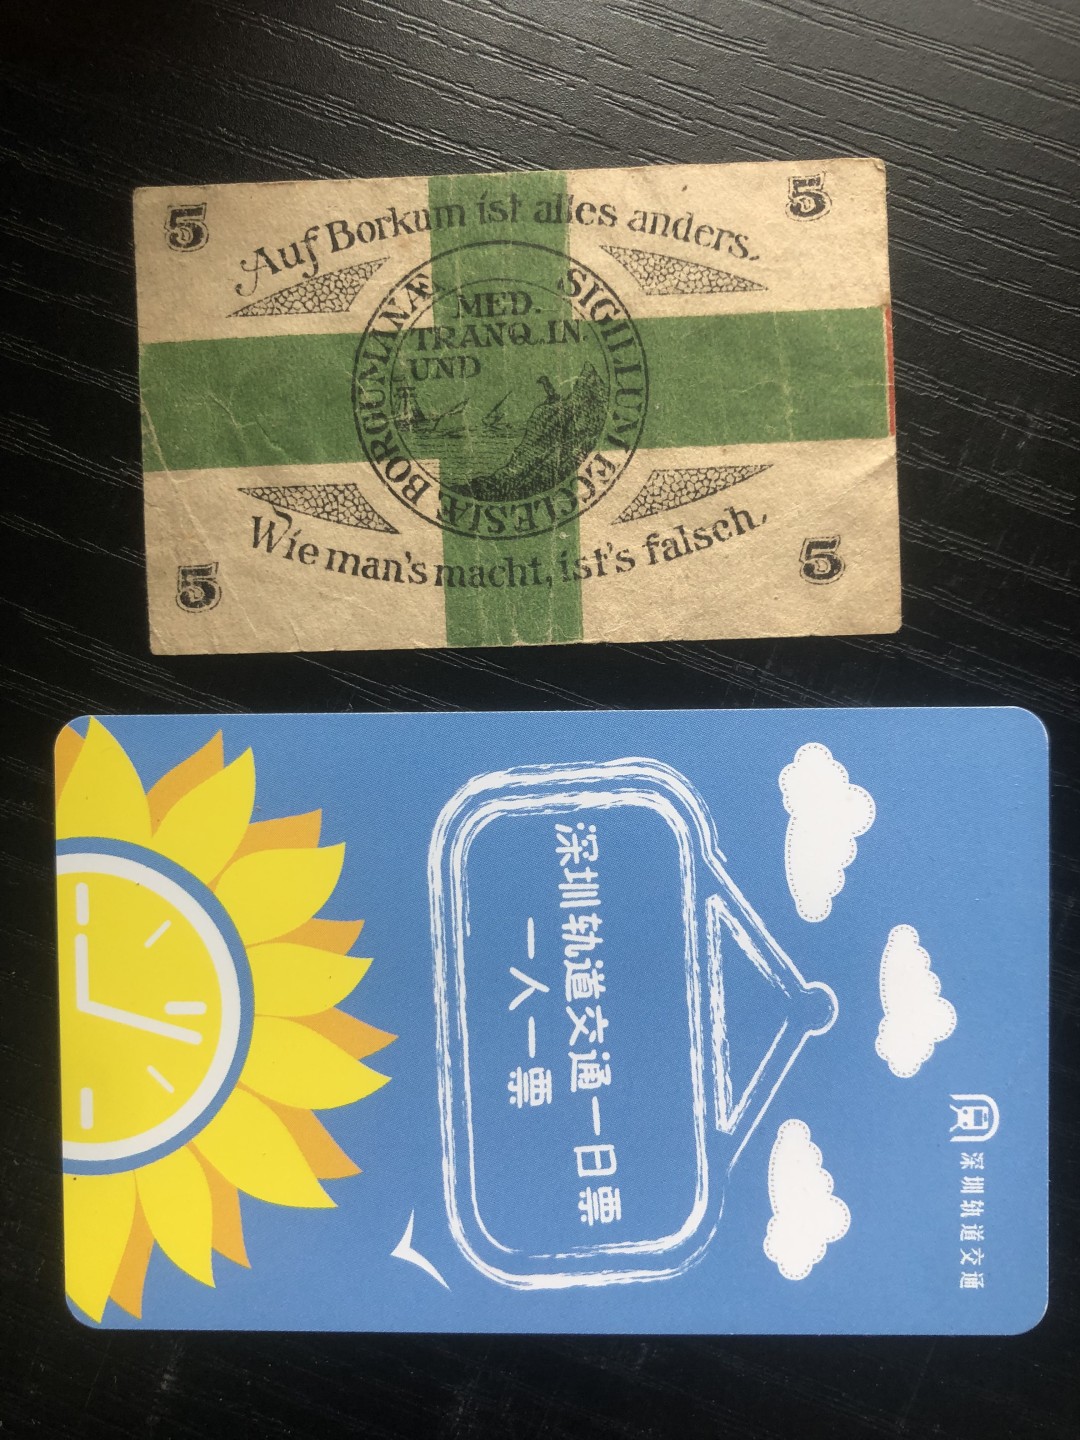 5
5
Auf Borkum ist alles anders.
SIGILLUM ECCLESIÆ BORCUMANÆ
MED.
TRANQ. IN.
UND
Wie man's macht, ist's falsch.
5
5
深圳轨道交通
深圳轨道交通一日票
一人一票